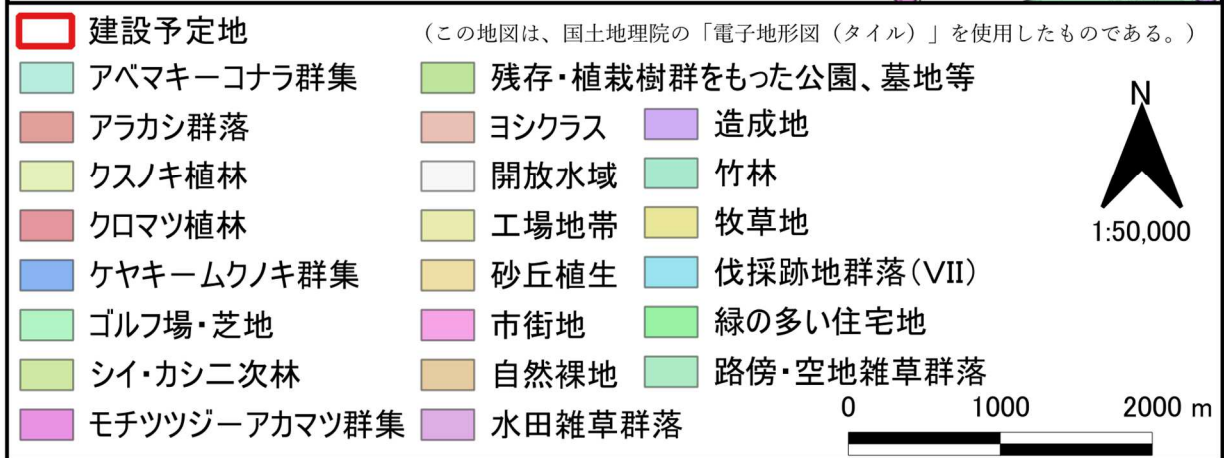 建設予定地
（この地図は、国土地理院の「電子地形図（タイル）」を使用したものである。）
アベマキーコナラ群集
アラカシ群落
クスノキ植林
クロマツ植林
ケヤキームクノキ群集
ゴルフ場・芝地
シイ・カシ二次林
モチツツジーアカマツ群集
残存・植栽樹群をもった公園、墓地等
ヨシクラス
開放水域
工場地帯
砂丘植生
市街地
自然裸地
水田雑草群落
造成地
竹林
牧草地
伐採跡地群落(VII)
緑の多い住宅地
路傍・空地雑草群落
N
1:50,000
0 1000 2000 m